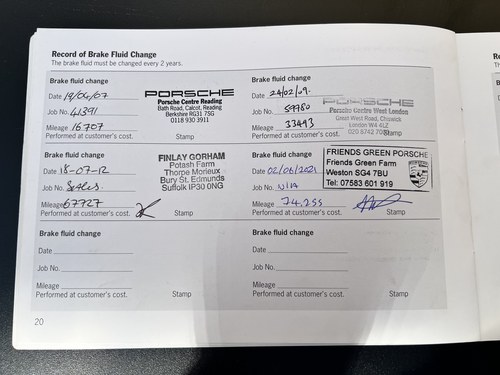 Record of Brake Fluid Change
The brake fluid must be changed every 2 years.
Brake fluid change
Date 19/04/07
Job No. 41391
Mileage 16707
Performed at customer's cost.
PORSCHE
Porsche Centre Reading
Bath Road, Calcot, Reading
Berkshire RG31 7SG
0118 930 3911
Brake fluid change
Date 24/02/09.
Job No. 59780
Mileage 33493
Performed at customer's cost.
PORSCHE
Porsche Centre West London
Great West Road, Chiswick
London W4 4LZ
020 8742 70
Stamp
Brake fluid change
Date 18-07-12
Job No.
Mileage 67727
Performed at customer's cost.
FINLAY GORHAM
Potash Farm
Thorpe Morieux
Bury St. Edmunds
Suffolk IP30 0NG
Stamp
Brake fluid change
Date 02/06/2021
Job No. N/A
Mileage 74.255
Performed at customer's cost.
FRIENDS GREEN PORSCHE
Friends Green Farm
Weston SG4 7BU
Tel: 07583 601 919
Stamp
Brake fluid change
Date
Job No.
Mileage
Performed at customer's cost.
Stamp
Brake fluid change
Date
Job No.
Mileage
Performed at customer's cost.
Stamp
20